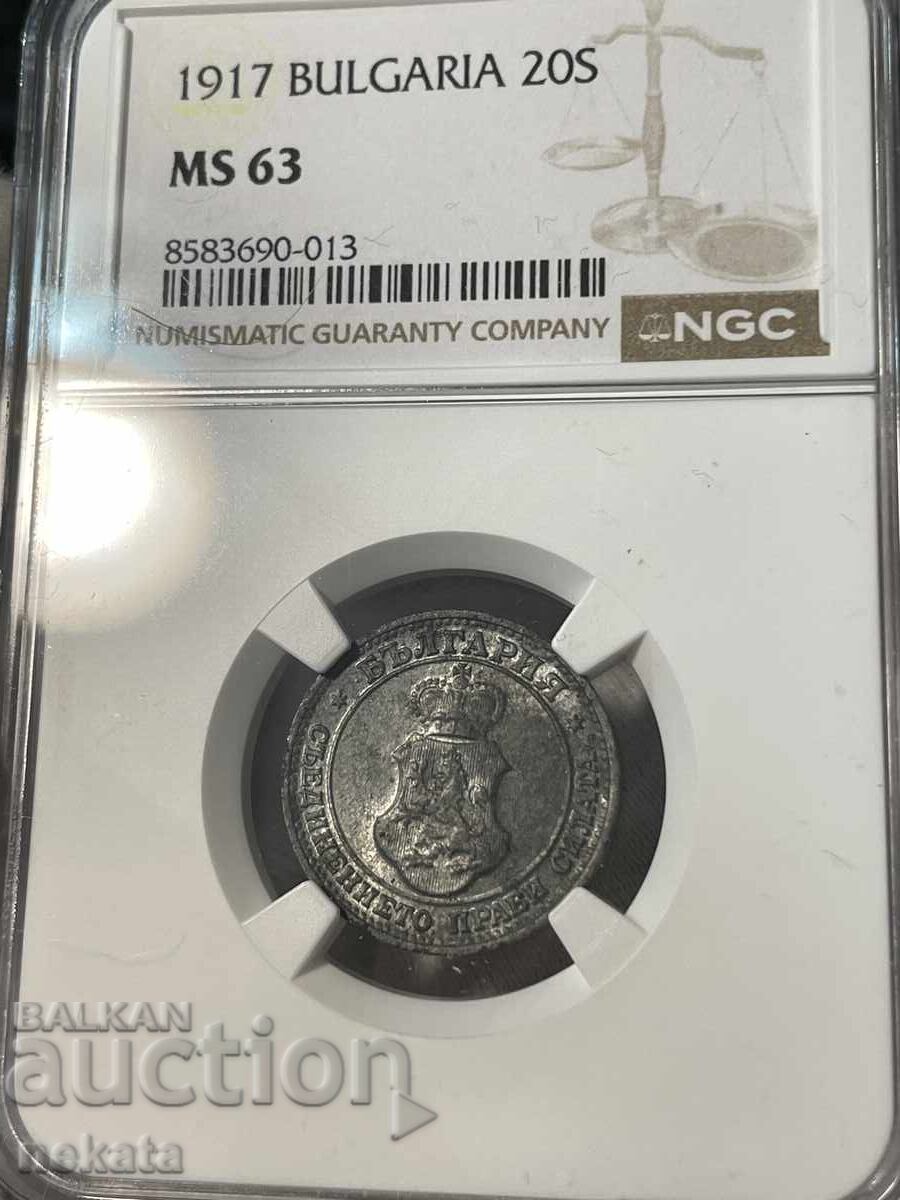 1917 BULGARIA 20S
MS 63
8583690-013
NUMISMATIC GUARANTY COMPANY
NGC
БЪЛГАРИЯ
СЪЕДИНЕНИЕТО ПРАВИ СИЛАТА
BALKAN
auction
nekata